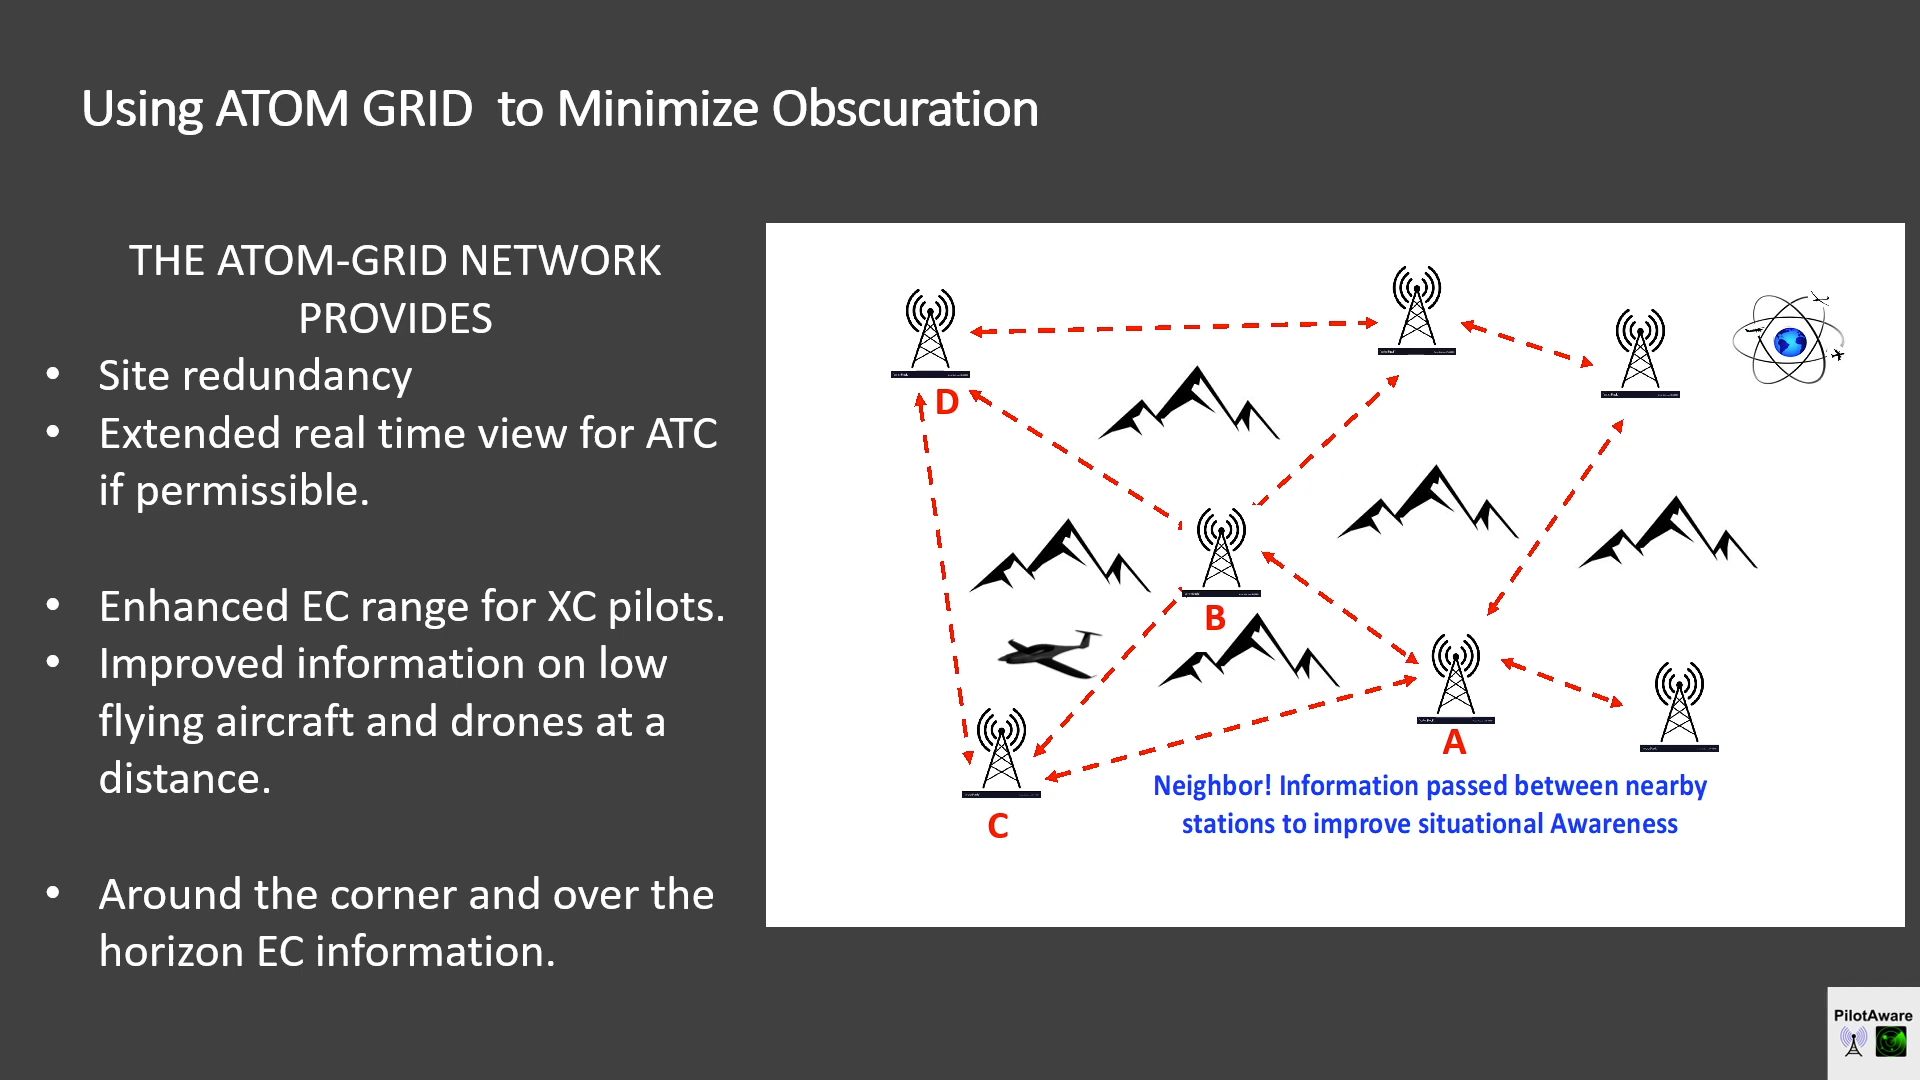 Using ATOM GRID  to Minimize Obscuration
THE ATOM-GRID NETWORK
PROVIDES
• Site redundancy
• Extended real time view for ATC
if permissible.
• Enhanced EC range for XC pilots.
• Improved information on low
flying aircraft and drones at a
distance.
• Around the corner and over the
horizon EC information.
D
B
A
C
Neighbor! Information passed between nearby
stations to improve situational Awareness
PilotAware